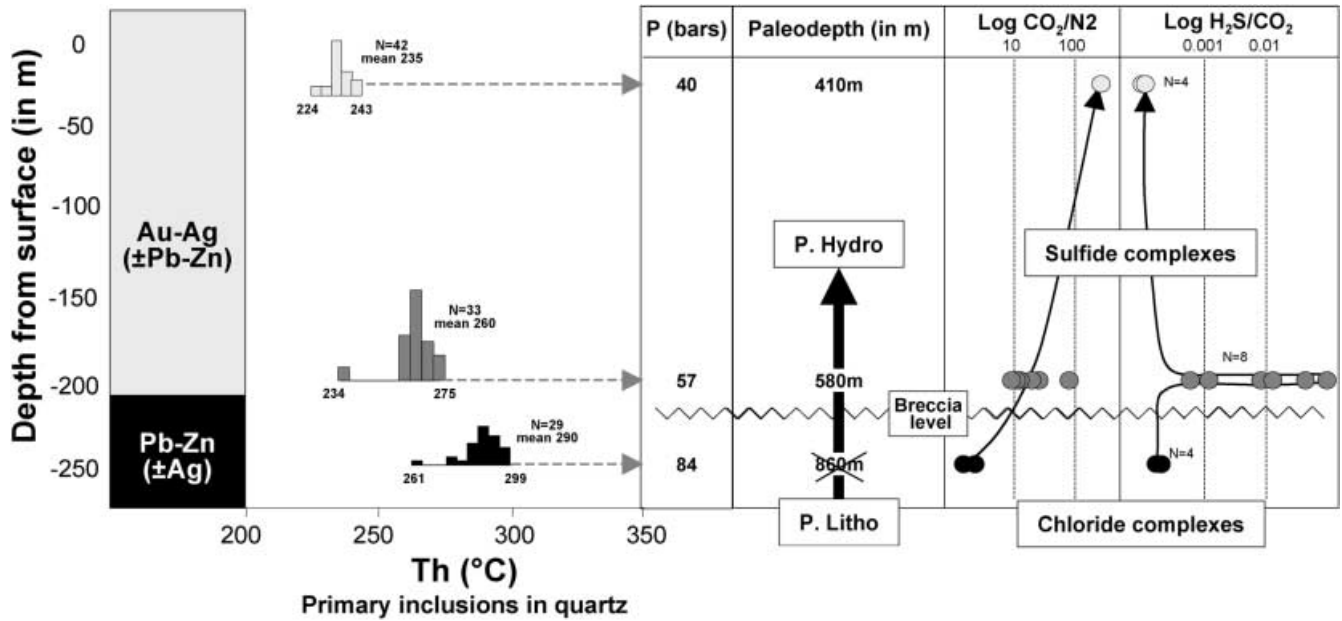 P (bars)
Paleodepth (in m)
Log CO₂/N2
10
100
Log H₂S/CO₂
0.001
0.01
Depth from surface (in m)
0
-50
-100
-150
-200
-250
Au-Ag
(±Pb-Zn)
Pb-Zn
(±Ag)
N=42
mean 235
224
243
40
410m
N=4
P. Hydro
Sulfide complexes
N=33
mean 260
234
275
57
580m
N=8
Breccia
level
N=29
mean 290
261
299
84
860m
N=4
P. Litho
Chloride complexes
200
250
300
350
Th (°C)
Primary inclusions in quartz